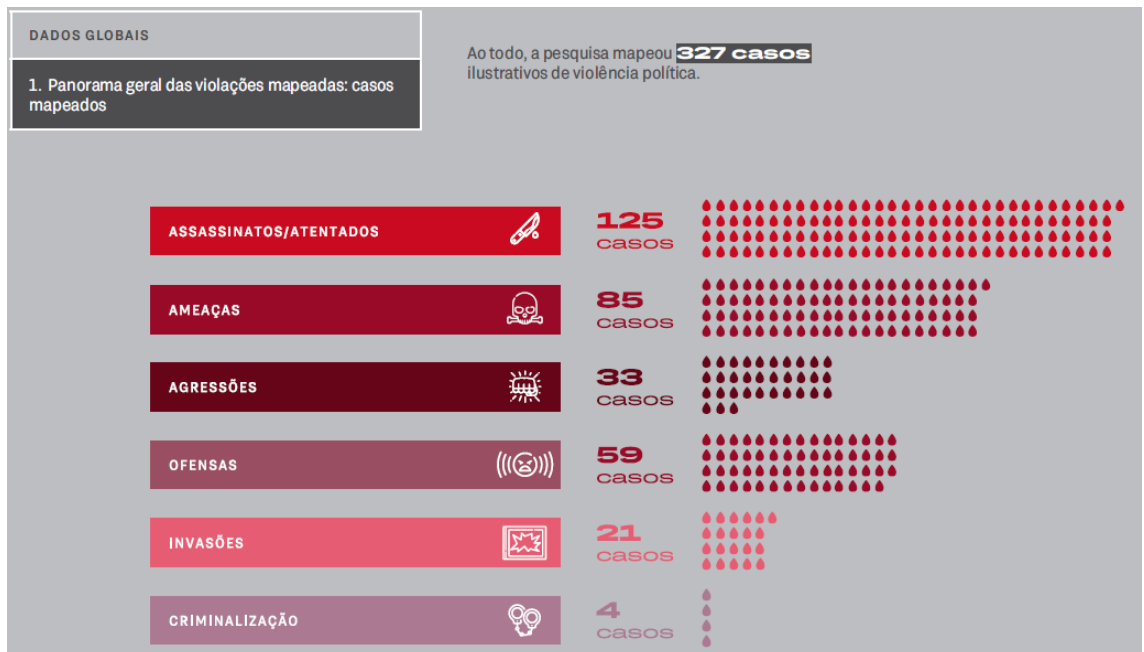 DADOS GLOBAIS
1. Panorama geral das violações mapeadas: casos
mapeados
Ao todo, a pesquisa mapeou 327 casos
ilustrativos de violência política.
ASSASSINATOS/ATENTADOS
125
casos
AMEAÇAS
85
casos
AGRESSÕES
33
casos
OFENSAS
59
casos
INVASÕES
21
casos
CRIMINALIZAÇÃO
4
casos